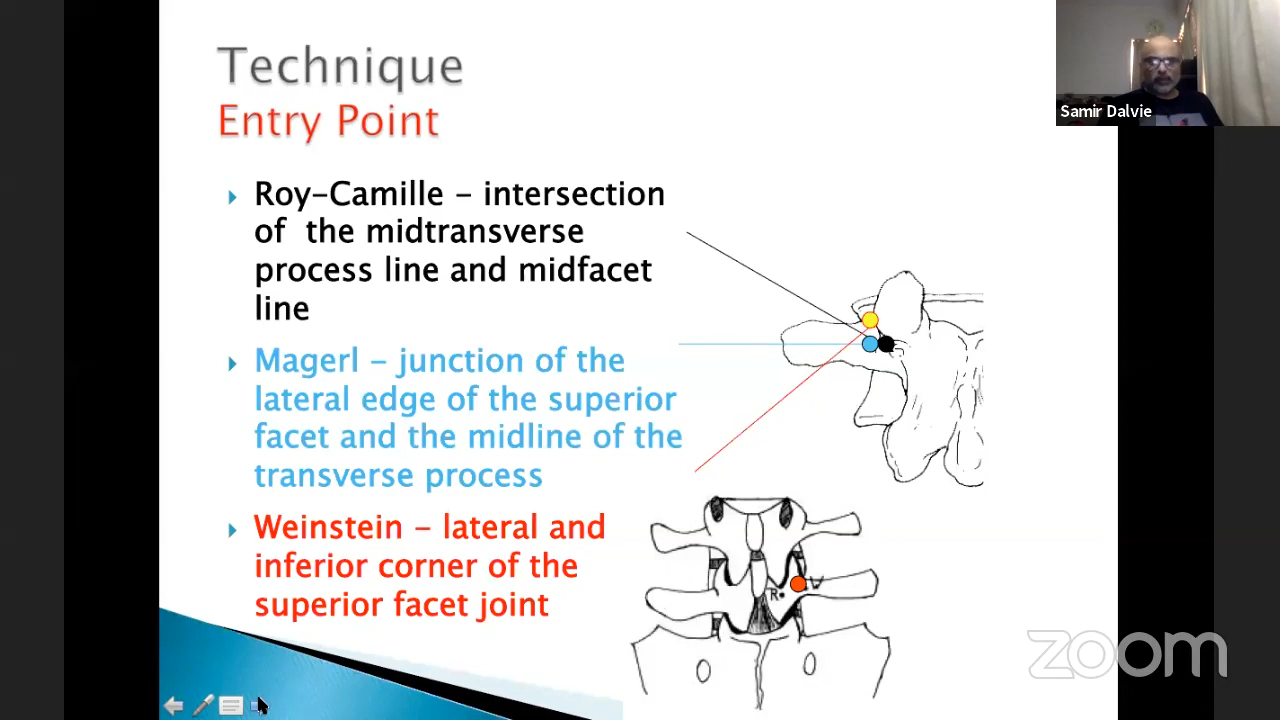 Technique
Entry Point
Samir Dalvie
Roy-Camille - intersection
of the midtransverse
process line and midfacet
line
Magerl - junction of the
lateral edge of the superior
facet and the midline of the
transverse process
Weinstein - lateral and
inferior corner of the
superior facet joint
R
W
zoom